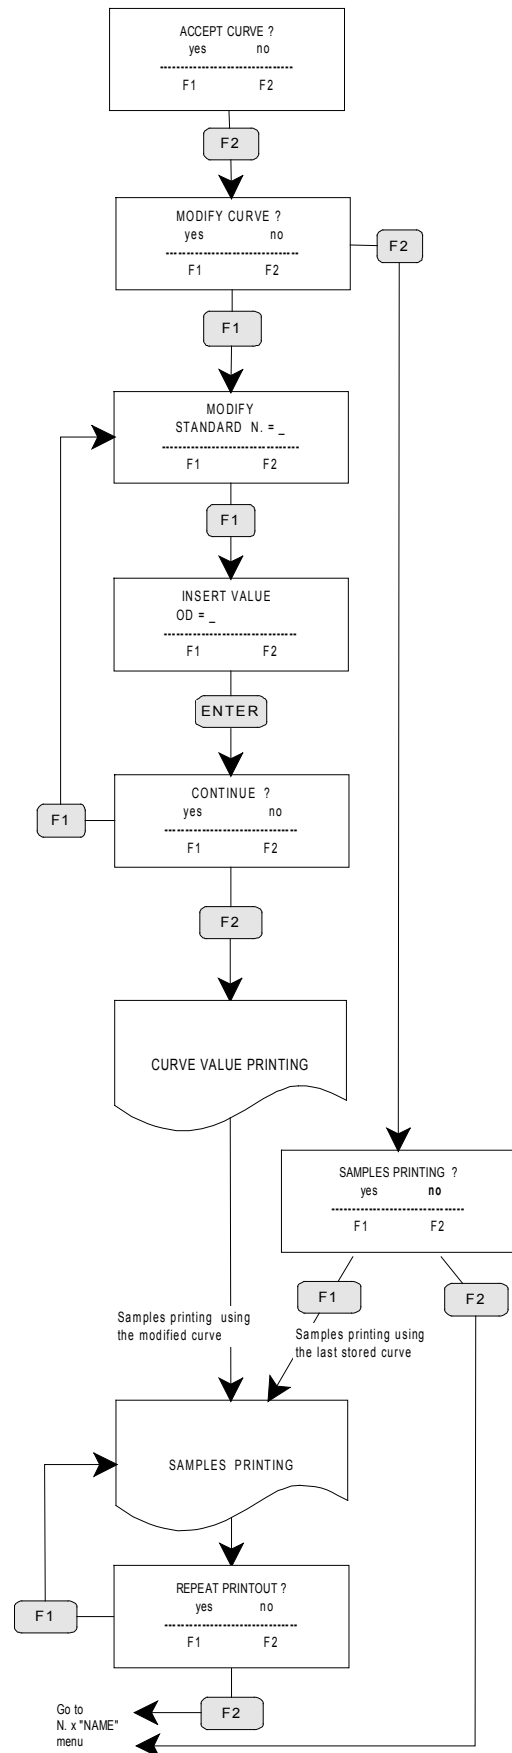 ACCEPT CURVE ?
yes no
--------------------------------
F1 F2
F2
MODIFY CURVE ?
yes no
--------------------------------
F1 F2
F2
F1
MODIFY
STANDARD N. = _
--------------------------------
F1 F2
F1
INSERT VALUE
OD = _
--------------------------------
F1 F2
ENTER
CONTINUE ?
yes no
--------------------------------
F1 F2
F1
F2
CURVE VALUE PRINTING
SAMPLES PRINTING ?
yes no
--------------------------------
F1 F2
F1
F2
Samples printing using
the modified curve
Samples printing using
the last stored curve
SAMPLES PRINTING
REPEAT PRINTOUT ?
yes no
--------------------------------
F1 F2
F1
F2
Go to
N. x "NAME"
menu